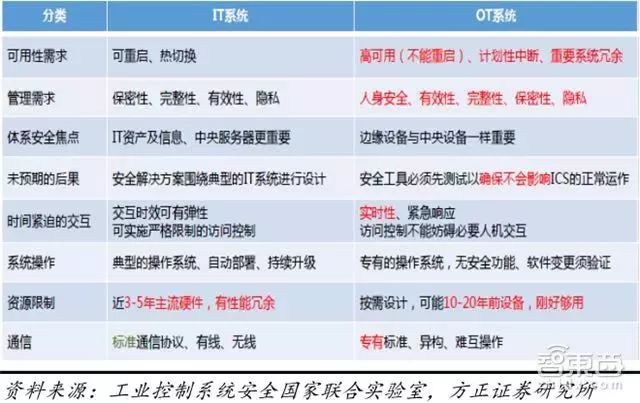 分类 IT系统 OT系统
可用性需求 可重启、热切换 高可用（不能重启）、计划性中断、重要系统冗余
管理需求 保密性、完整性、有效性、隐私 人身安全、有效性、完整性、保密性、隐私
体系安全焦点 IT资产及信息、中央服务器更重要 边缘设备与中央设备一样重要
未预期的后果 安全解决方案围绕典型的IT系统进行设计 安全工具必须先测试以确保不会影响ICS的正常运作
时间紧迫的交互 交互时效可有弹性 实时性、紧急响应
可实施严格限制的访问控制 访问控制不能妨碍必要人机交互
系统操作 典型的操作系统、自动部署、持续升级 专有的操作系统，无安全功能、软件变更须验证
资源限制 近3-5年主流硬件，有性能冗余 按需设计，可能10-20年前设备，刚好够用
通信 标准通信协议、有线、无线 专有标准、异构、难互操作
智东西
zhidx.com
资料来源：工业控制系统安全国家联合实验室，方正证券研究所